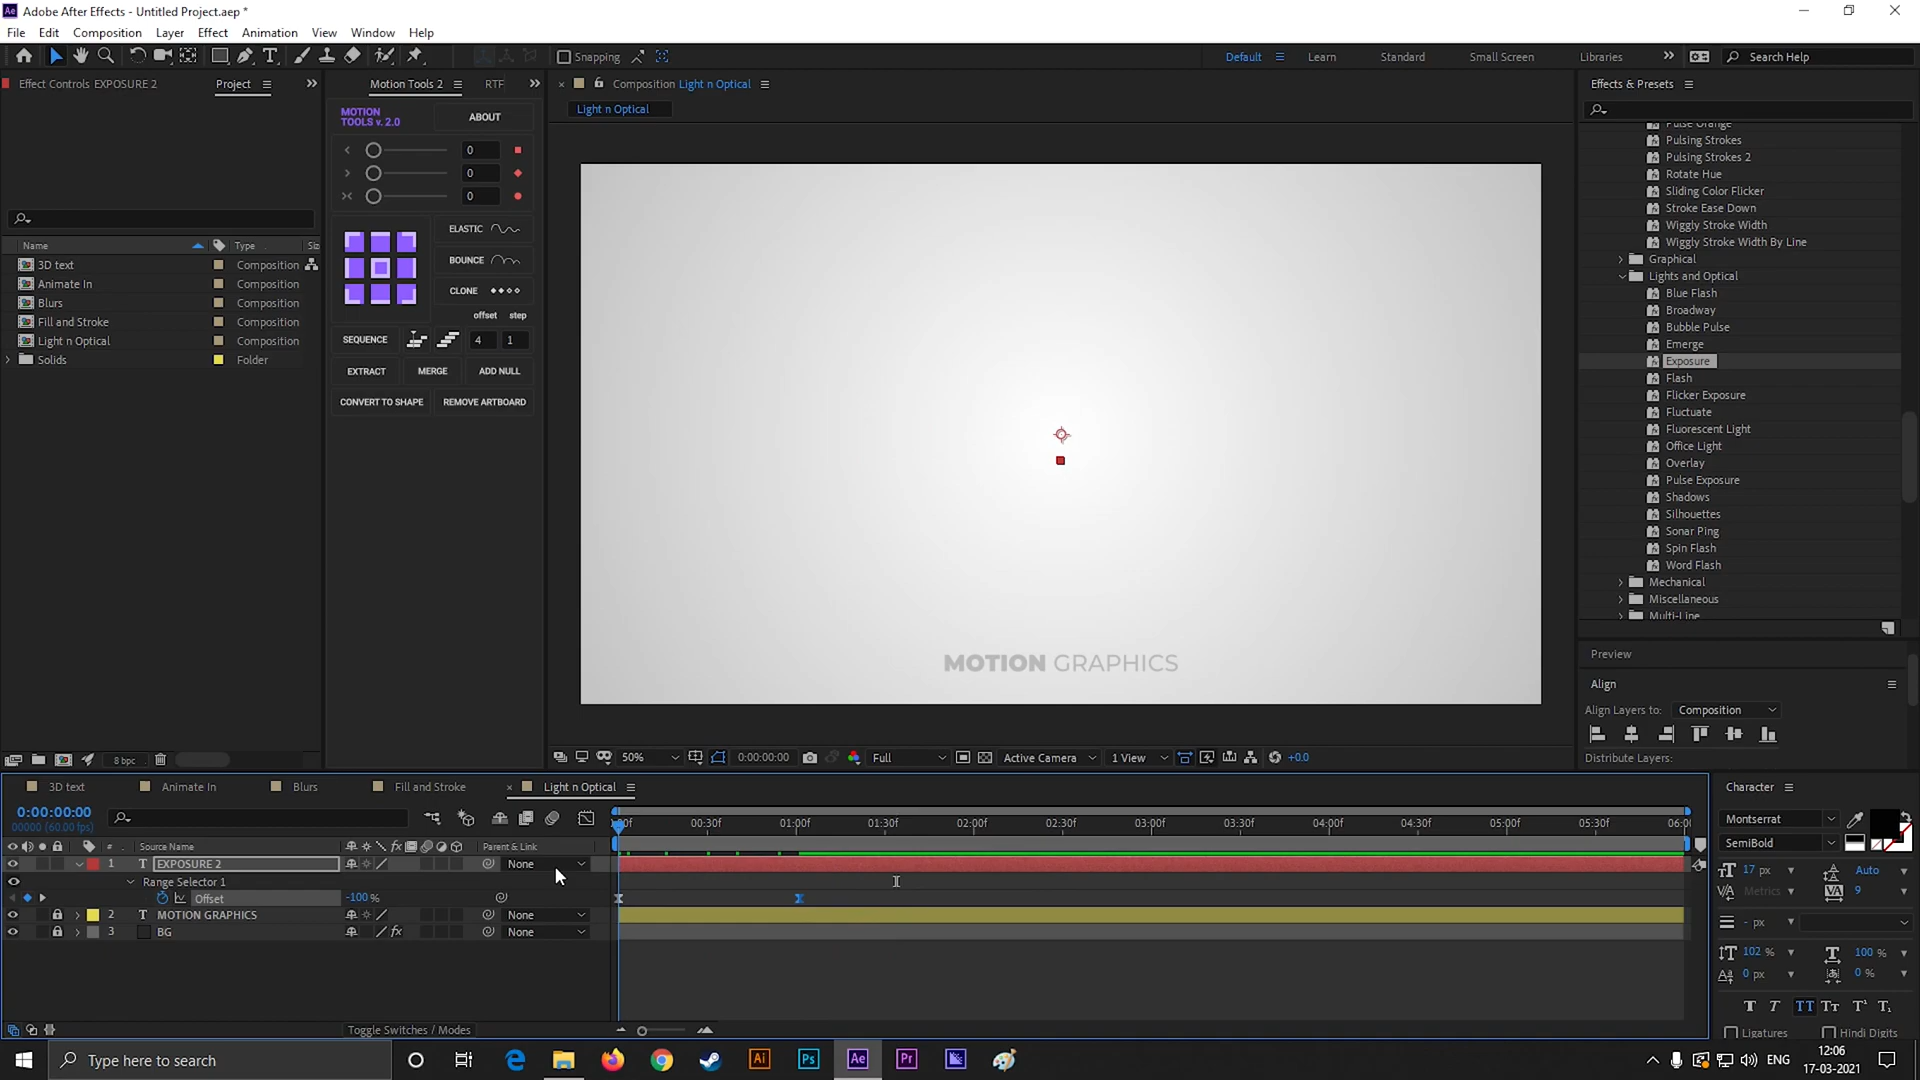 Adobe After Effects - Untitled Project.aep *
File Edit Composition Layer Effect Animation View Window Help
Snapping
Default
Learn
Standard
Small Screen
Libraries
Search Help
Effect Controls EXPOSURE 2
Project
Name
Type
3D text Composition
Animate In Composition
Blurs Composition
Fill and Stroke Composition
Light n Optical Composition
Solids Folder
8 bpc
Motion Tools 2
RTF
MOTION
TOOLS v. 2.0
ABOUT
0
0
0
ELASTIC
BOUNCE
CLONE
offset step
SEQUENCE
4 1
EXTRACT
MERGE
ADD NULL
CONVERT TO SHAPE
REMOVE ARTBOARD
Composition Light n Optical
Light n Optical
MOTION GRAPHICS
50%
0:00:00:00
Full
Active Camera
1 View
+0.0
Effects & Presets
Pulse Orange
Pulsing Strokes
Pulsing Strokes 2
Rotate Hue
Sliding Color Flicker
Stroke Ease Down
Wiggly Stroke Width
Wiggly Stroke Width By Line
Graphical
Lights and Optical
Blue Flash
Broadway
Bubble Pulse
Emerge
Exposure
Flash
Flicker Exposure
Fluctuate
Fluorescent Light
Office Light
Overlay
Pulse Exposure
Shadows
Silhouettes
Sonar Ping
Spin Flash
Word Flash
Mechanical
Miscellaneous
Multi-Line
Preview
Align
Align Layers to: Composition
Distribute Layers:
3D text
Animate In
Blurs
Fill and Stroke
Light n Optical
0:00:00:00
00000 (60.00 fps)
00:30f 01:00f 01:30f 02:00f 02:30f 03:00f 03:30f 04:00f 04:30f 05:00f 05:30f
# Source Name fx Parent & Link
1 T EXPOSURE 2 None
Range Selector 1
Offset -100 %
2 T MOTION GRAPHICS None
3 BG fx None
Toggle Switches / Modes
Character
Montserrat
SemiBold
17 px Auto
Metrics 9
- px
102 % 100 %
0 px 0 %
Ligatures Hindi Digits
Type here to search
Ai
Ps
Ae
Pr
ENG
12:06
17-03-2021